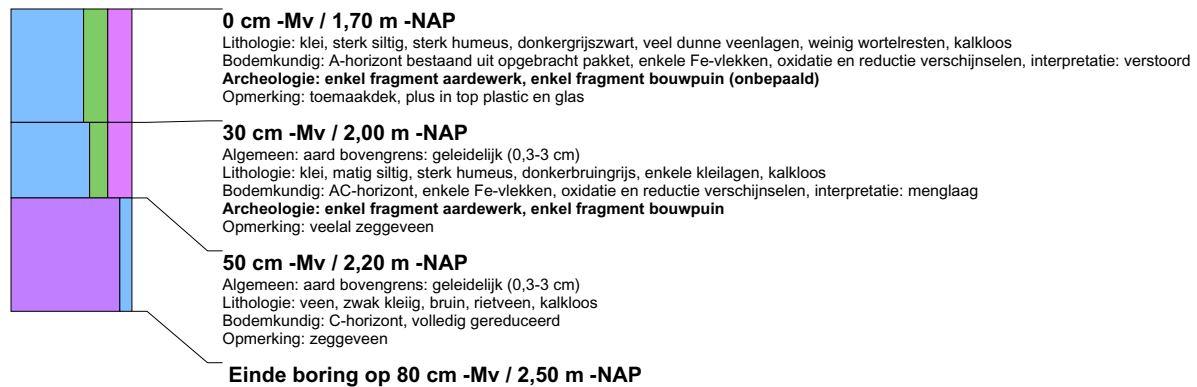 0 cm -Mv / 1,70 m -NAP
Lithologie: klei, sterk siltig, sterk humeus, donkergrijszwart, veel dunne veenlagen, weinig wortelresten, kalkloos
Bodemkundig: A-horizont bestaand uit opgebracht pakket, enkele Fe-vlekken, oxidatie en reductie verschijnselen, interpretatie: verstoord
Archeologie: enkel fragment aardewerk, enkel fragment bouwpuin (onbepaald)
Opmerking: toemaakdek, plus in top plastic en glas
30 cm -Mv / 2,00 m -NAP
Algemeen: aard bovengrens: geleidelijk (0,3-3 cm)
Lithologie: klei, matig siltig, sterk humeus, donkerbruingrijs, enkele kleilagen, kalkloos
Bodemkundig: AC-horizont, enkele Fe-vlekken, oxidatie en reductie verschijnselen, interpretatie: menglaag
Archeologie: enkel fragment aardewerk, enkel fragment bouwpuin
Opmerking: veelal zeggeveen
50 cm -Mv / 2,20 m -NAP
Algemeen: aard bovengrens: geleidelijk (0,3-3 cm)
Lithologie: veen, zwak kleiig, bruin, rietveen, kalkloos
Bodemkundig: C-horizont, volledig gereduceerd
Opmerking: zeggeveen
Einde boring op 80 cm -Mv / 2,50 m -NAP